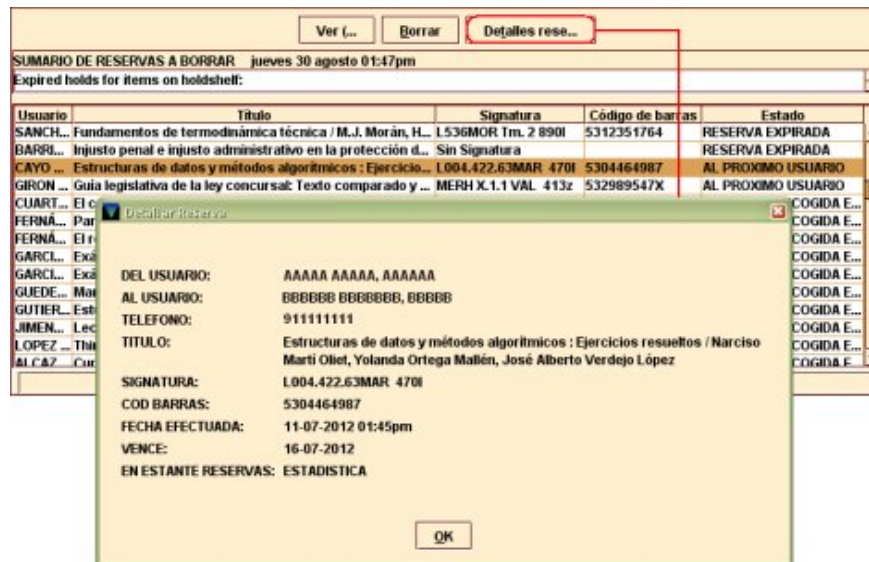 Ver (... Borrar Detalles rese...
SUMARIO DE RESERVAS A BORRAR jueves 30 agosto 01:47pm
Expired holds for items on holdshelf:
Usuario Título Signatura Código de barras Estado
SANCH... Fundamentos de termodinámica técnica / M.J. Morán, H... L536MOR Tm. 2 890l 5312351764 RESERVA EXPIRADA
BARRI... Injusto penal e injusto administrativo en la protección d... Sin Signatura RESERVA EXPIRADA
CAYO ... Estructuras de datos y métodos algorítmicos : Ejercicio... L004.422.63MAR 470l 5304464987 AL PROXIMO USUARIO
GIRON ... Guía legislativa de la ley concursal: Texto comparado y ... MERH X.1.1 VAL 413z 532989547X AL PROXIMO USUARIO
CUART... El c COGIDA E...
FERNÁ... Par COGIDA E...
FERNÁ... El r COGIDA E...
GARCI... Exá COGIDA E...
GARCI... Exá COGIDA E...
GUEDE... Mar COGIDA E...
GUTIER... Est COGIDA E...
JIMEN... Lec COGIDA E...
LOPEZ ... Thin COGIDA E...
ALCAZ Cur COGIDA E...
Detallar Reserva
DEL USUARIO: AAAAA AAAAA, AAAAAA
AL USUARIO: BBBBBB BBBBBBB, BBBBB
TELEFONO: 911111111
TITULO: Estructuras de datos y métodos algorítmicos : Ejercicios resueltos / Narciso
Martí Oliet, Yolanda Ortega Mallén, José Alberto Verdejo López
SIGNATURA: L004.422.63MAR 470l
COD BARRAS: 5304464987
FECHA EFECTUADA: 11-07-2012 01:45pm
VENCE: 16-07-2012
EN ESTANTE RESERVAS: ESTADISTICA
OK